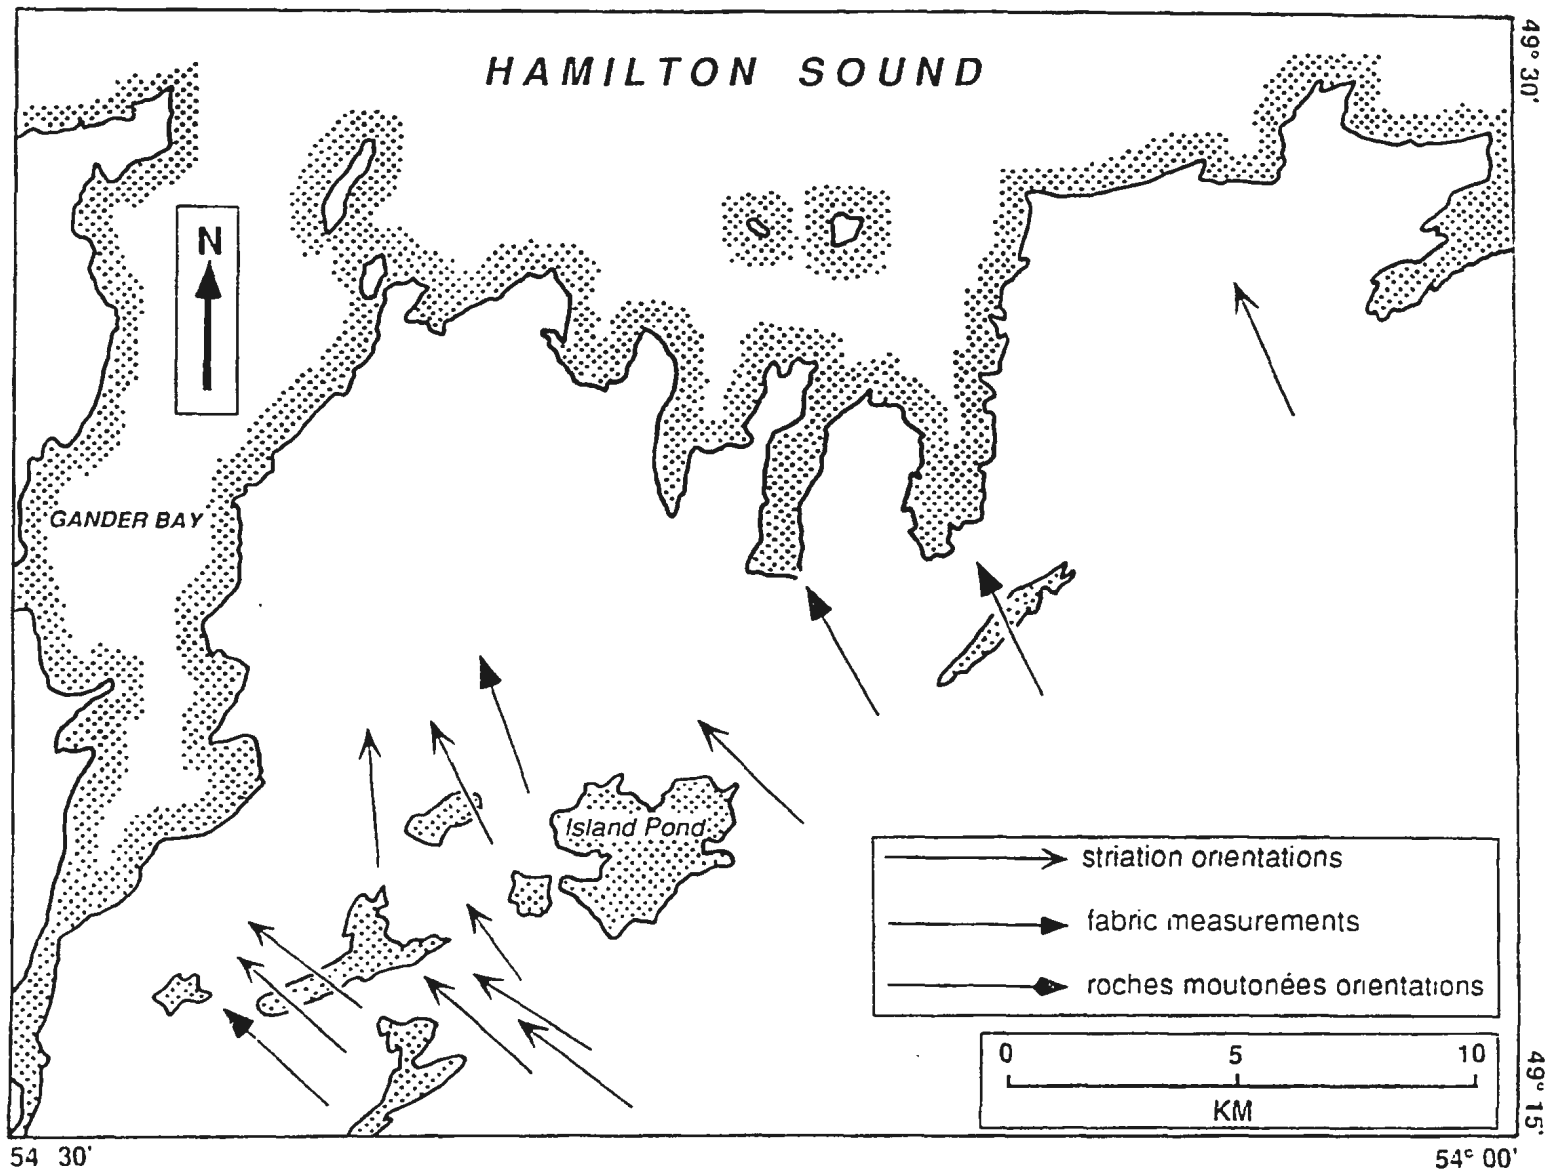 HAMILTON SOUND
49° 30'
N
GANDER BAY
Island Pond
striation orientations
fabric measurements
roches moutonées orientations
0 5 10
KM
49° 15'
54 30'
54° 00'